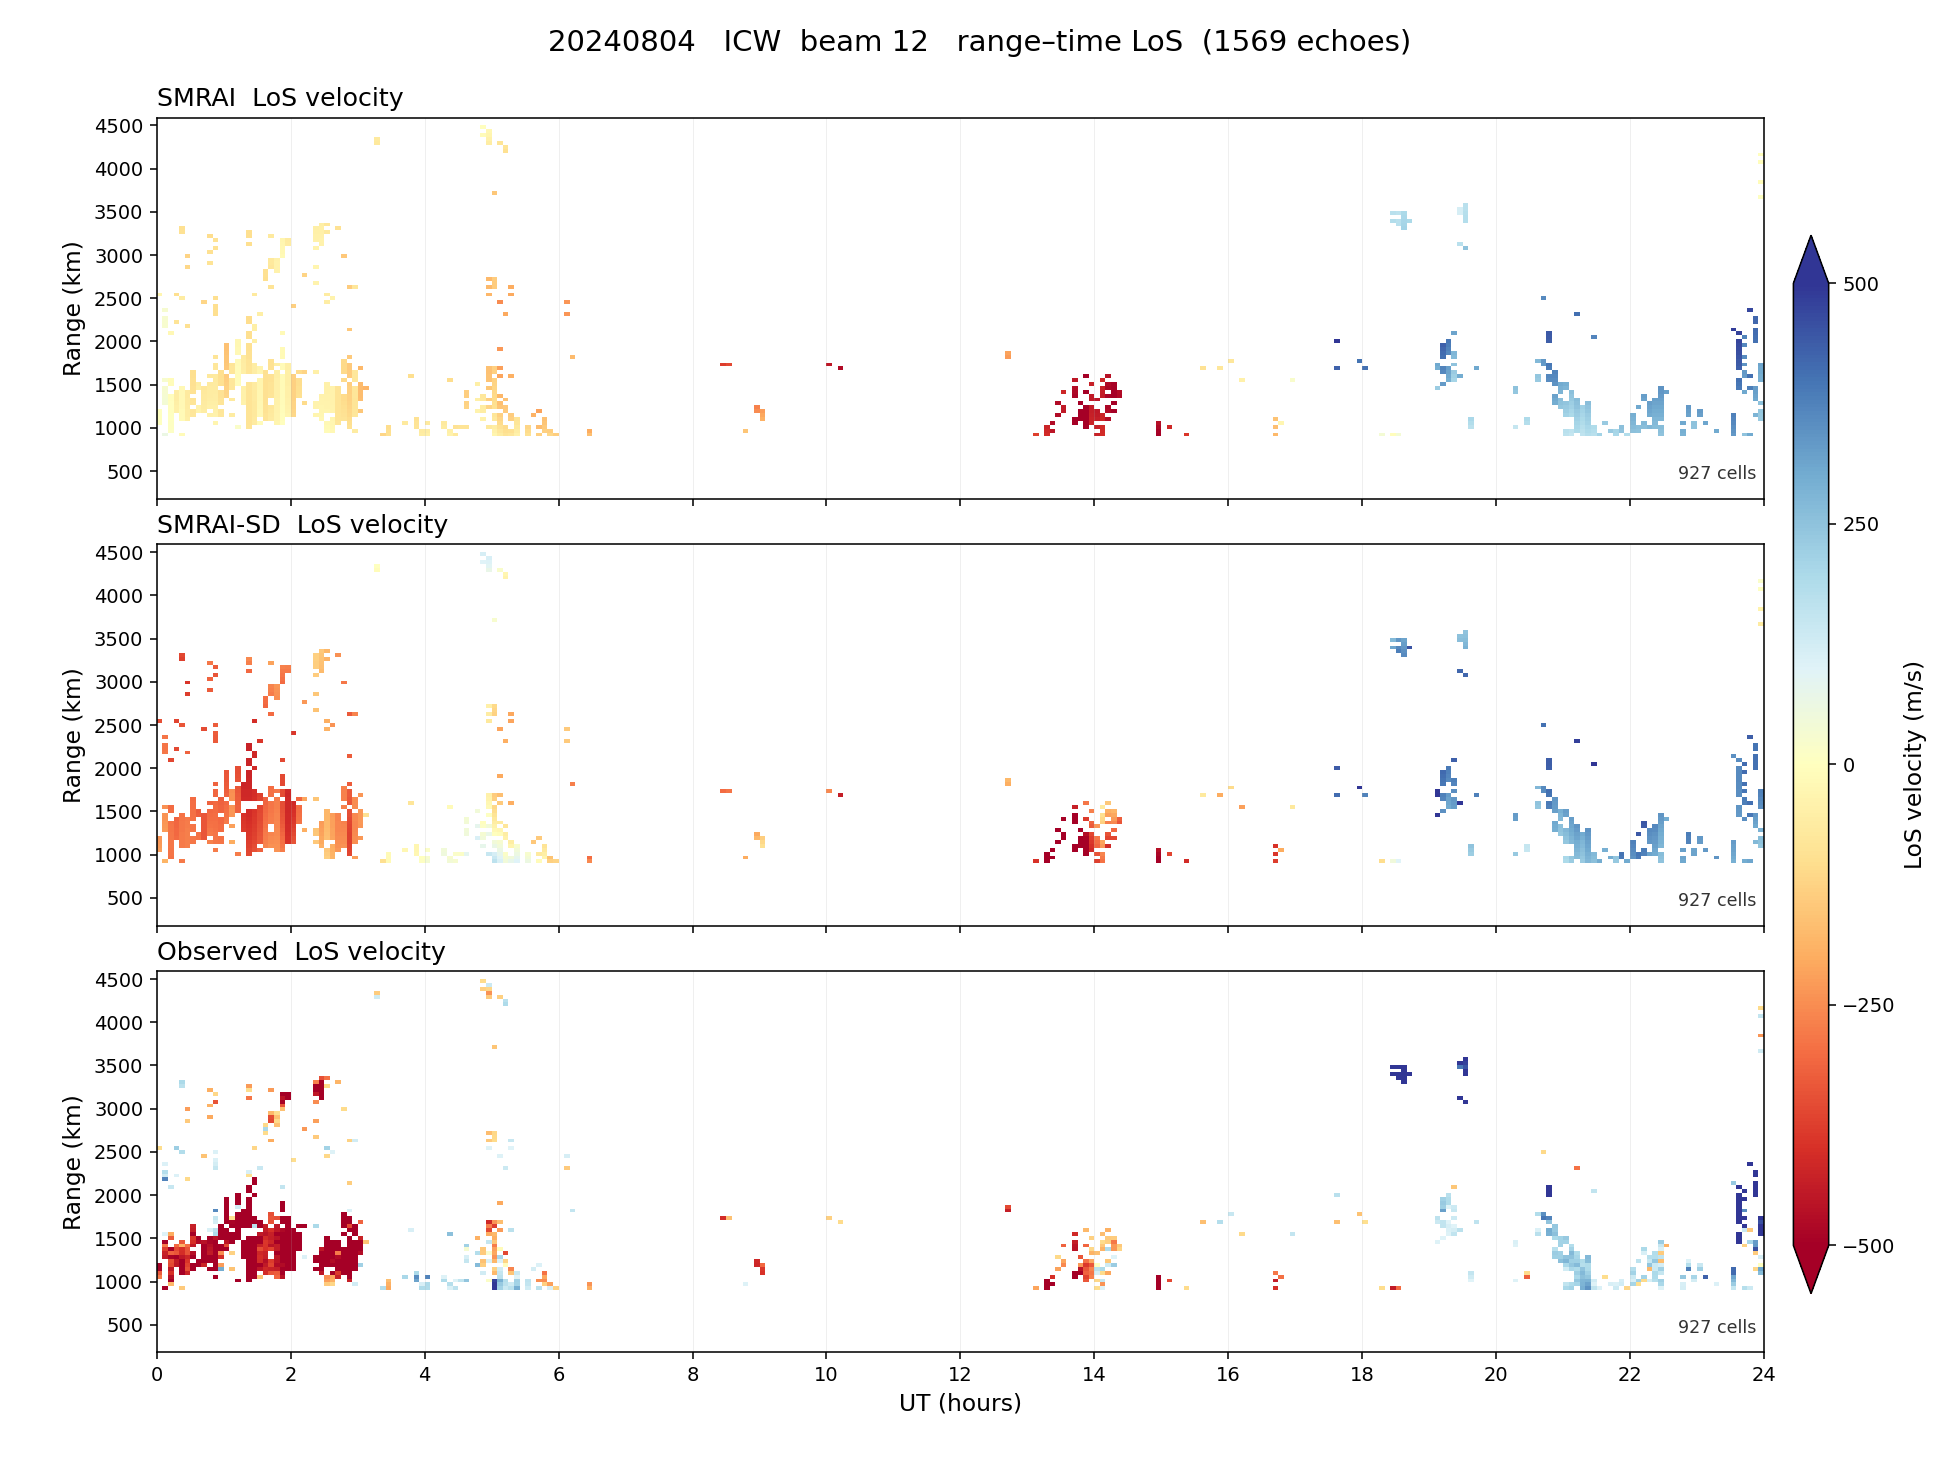 20240804   ICW  beam 12   range–time LoS  (1569 echoes)
SMRAI  LoS velocity
4500
4000
3500
3000
2500
2000
1500
1000
500
Range (km)
927 cells
SMRAI-SD  LoS velocity
4500
4000
3500
3000
2500
2000
1500
1000
500
Range (km)
927 cells
Observed  LoS velocity
4500
4000
3500
3000
2500
2000
1500
1000
500
Range (km)
927 cells
0 2 4 6 8 10 12 14 16 18 20 22 24
UT (hours)
500
250
0
−250
−500
LoS velocity (m/s)